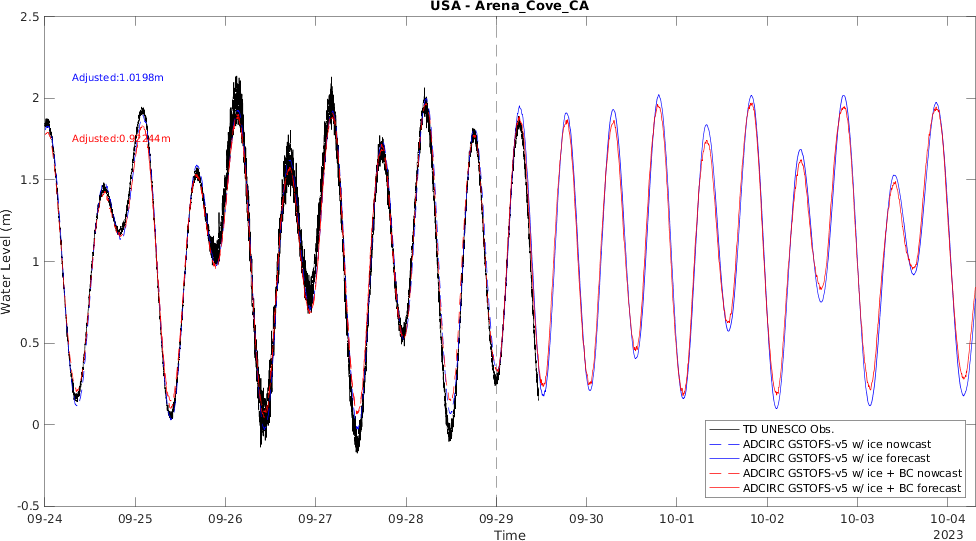 USA - Arena_Cove_CA
2.5
2
1.5
1
0.5
0
-0.5
Water Level (m)
Adjusted:1.0198m
Adjusted:0.92244m
TD UNESCO Obs.
ADCIRC GSTOFS-v5 w/ ice nowcast
ADCIRC GSTOFS-v5 w/ ice forecast
ADCIRC GSTOFS-v5 w/ ice + BC nowcast
ADCIRC GSTOFS-v5 w/ ice + BC forecast
09-24 09-25 09-26 09-27 09-28 09-29 09-30 10-01 10-02 10-03 10-04
Time
2023